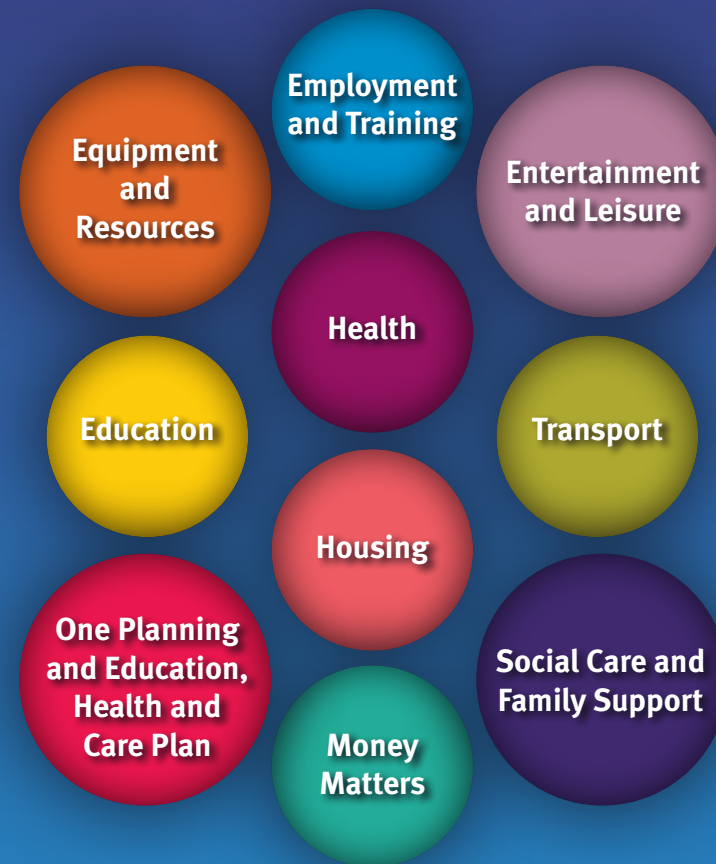 Employment
and Training
Equipment
and
Resources
Entertainment
and Leisure
Health
Education
Transport
Housing
One Planning
and Education,
Health and
Care Plan
Social Care and
Family Support
Money
Matters